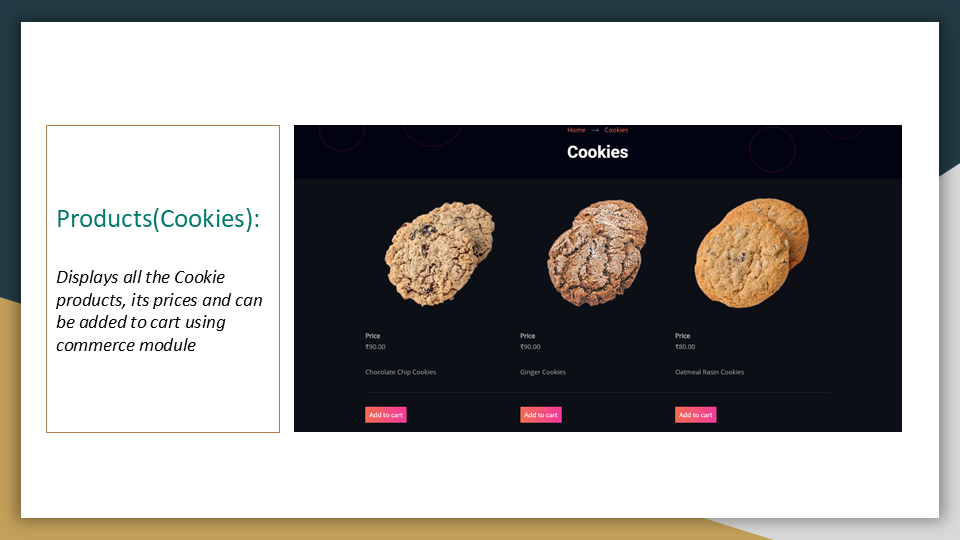 Products(Cookies):
Displays all the Cookie
products, its prices and can
be added to cart using
commerce module
Home → Cookies
Cookies
Price Price Price
₹90.00 ₹90.00 ₹80.00
Chocolate Chip Cookies Ginger Cookies Oatmeal Rasin Cookies
Add to cart Add to cart Add to cart